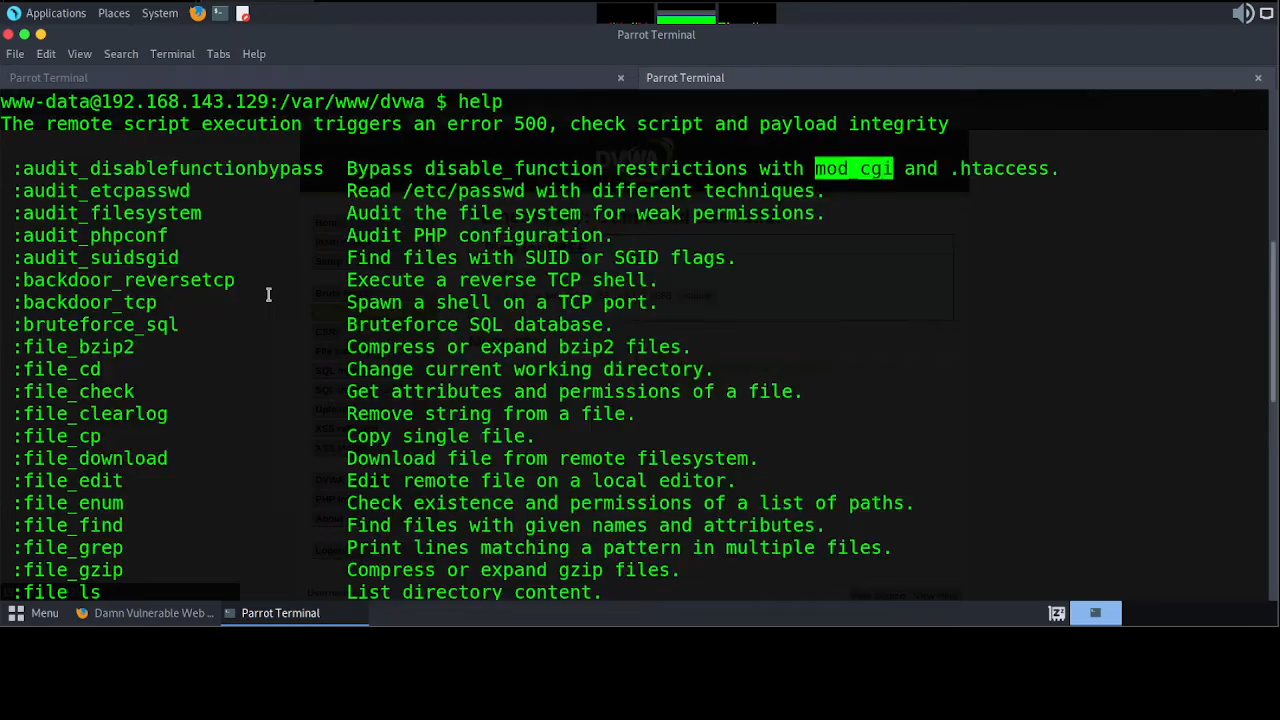 Applications Places System
Parrot Terminal
File Edit View Search Terminal Tabs Help
Parrot Terminal × Parrot Terminal ×
www-data@192.168.143.129:/var/www/dvwa $ help
The remote script execution triggers an error 500, check script and payload integrity
:audit_disablefunctionbypass Bypass disable_function restrictions with mod_cgi and .htaccess.
:audit_etcpasswd Read /etc/passwd with different techniques.
:audit_filesystem Audit the file system for weak permissions.
:audit_phpconf Audit PHP configuration.
:audit_suidsgid Find files with SUID or SGID flags.
:backdoor_reversetcp Execute a reverse TCP shell.
:backdoor_tcp Spawn a shell on a TCP port.
:bruteforce_sql Bruteforce SQL database.
:file_bzip2 Compress or expand bzip2 files.
:file_cd Change current working directory.
:file_check Get attributes and permissions of a file.
:file_clearlog Remove string from a file.
:file_cp Copy single file.
:file_download Download file from remote filesystem.
:file_edit Edit remote file on a local editor.
:file_enum Check existence and permissions of a list of paths.
:file_find Find files with given names and attributes.
:file_grep Print lines matching a pattern in multiple files.
:file_gzip Compress or expand gzip files.
:file_ls List directory content.
Menu Damn Vulnerable Web ... Parrot Terminal